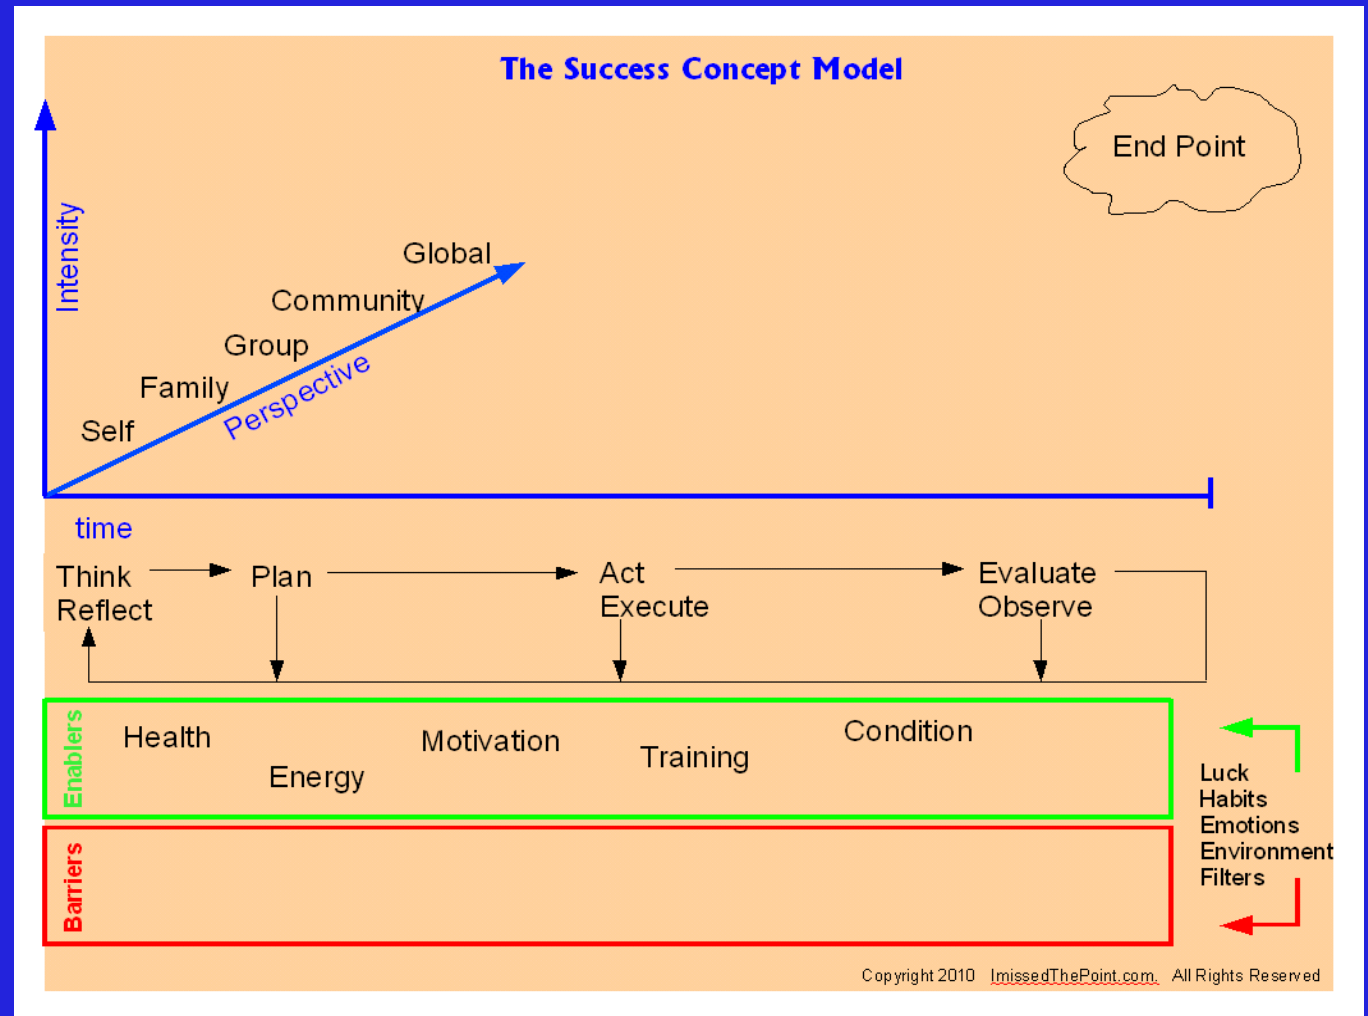 The Success Concept Model
End Point
Intensity
Global
Community
Group
Family
Perspective
Self
time
Think
Reflect
Plan
Act
Execute
Evaluate
Observe
Enablers
Health
Energy
Motivation
Training
Condition
Luck
Habits
Emotions
Environment
Filters
Barriers
Copyright 2010 ImissedThePoint.com. All Rights Reserved